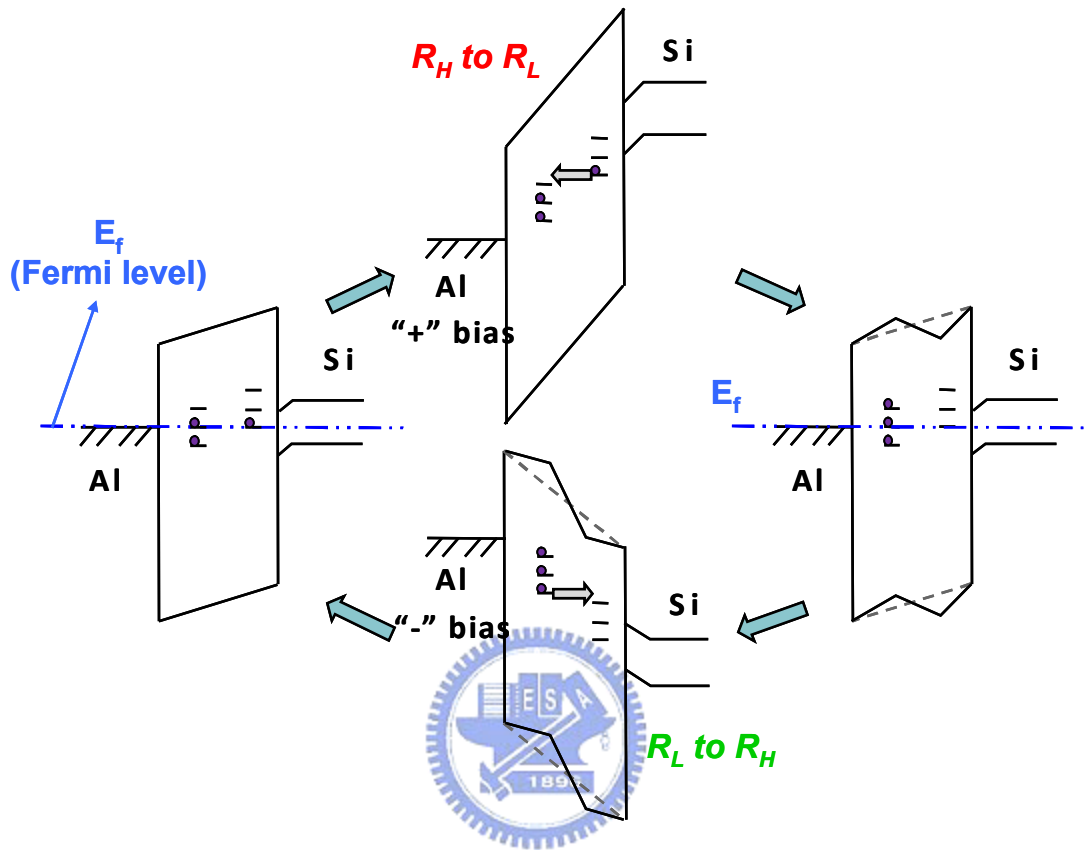 R_H to R_L
Si
E_f
(Fermi level)
Al
“+” bias
Si
Al
E_f
Si
Al
Al
“-” bias
Si
E S A
R_L to R_H
1896